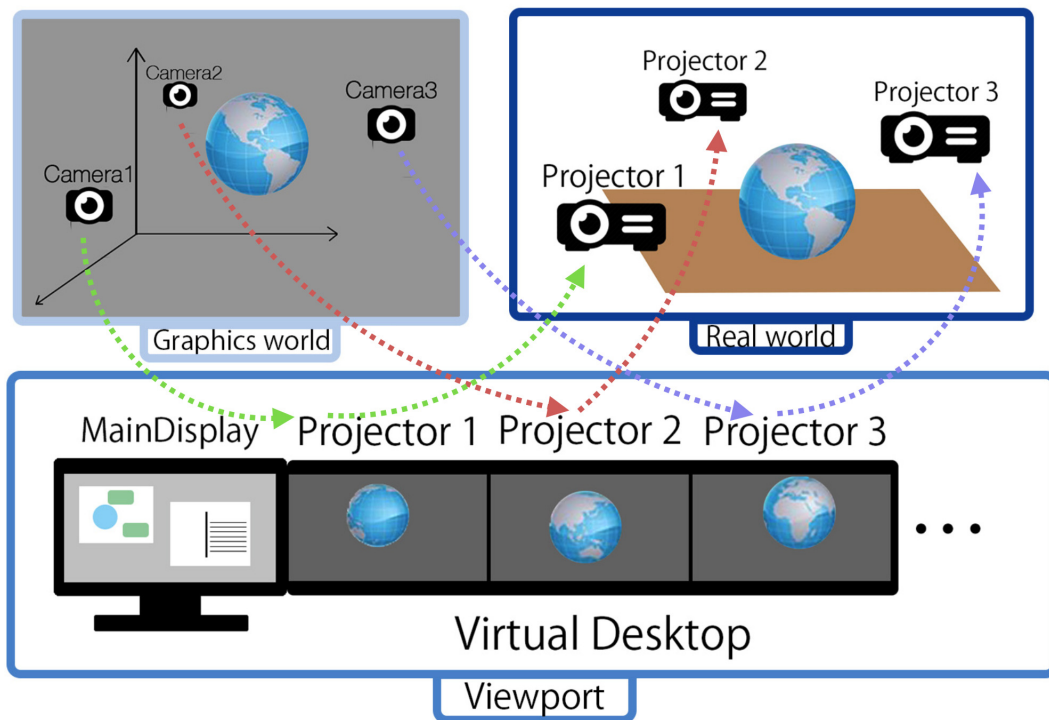 Camera2
Camera3
Camera1
Graphics world
Projector 2
Projector 3
Projector 1
Real world
MainDisplay
Projector 1
Projector 2
Projector 3
Virtual Desktop
Viewport